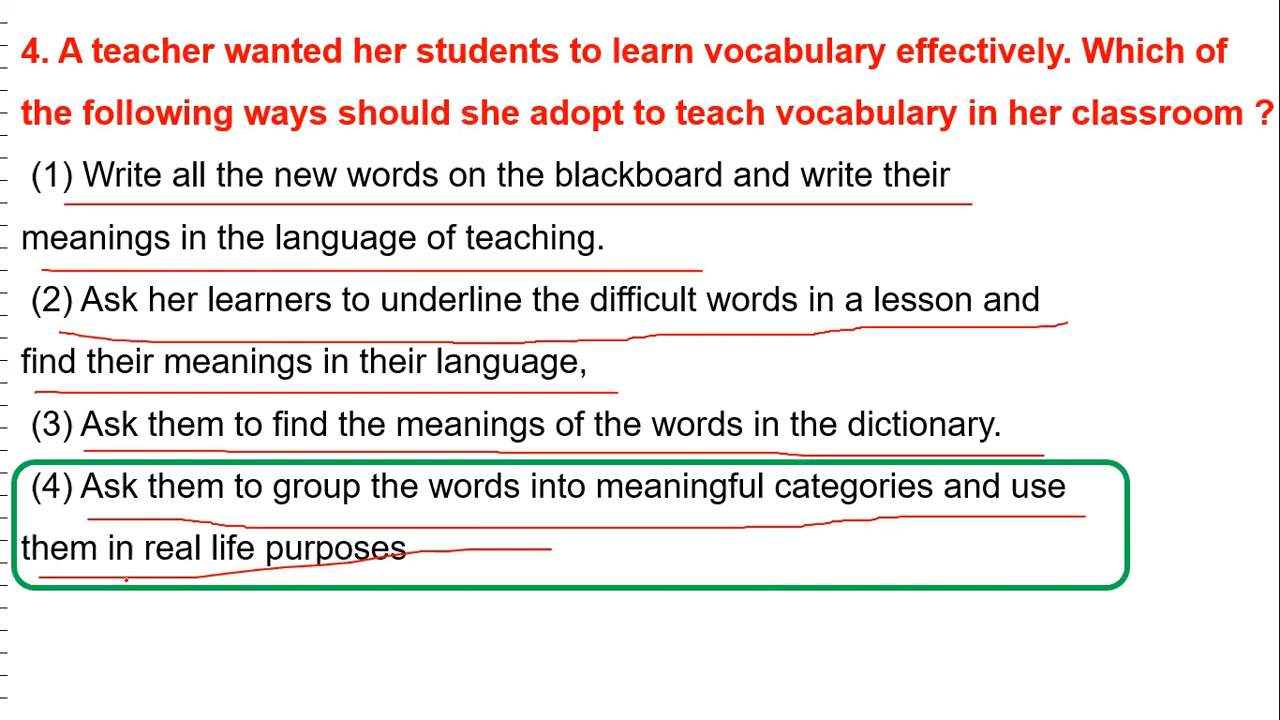 4. A teacher wanted her students to learn vocabulary effectively. Which of
the following ways should she adopt to teach vocabulary in her classroom ?
(1) Write all the new words on the blackboard and write their
meanings in the language of teaching.
(2) Ask her learners to underline the difficult words in a lesson and
find their meanings in their language,
(3) Ask them to find the meanings of the words in the dictionary.
(4) Ask them to group the words into meaningful categories and use
them in real life purposes